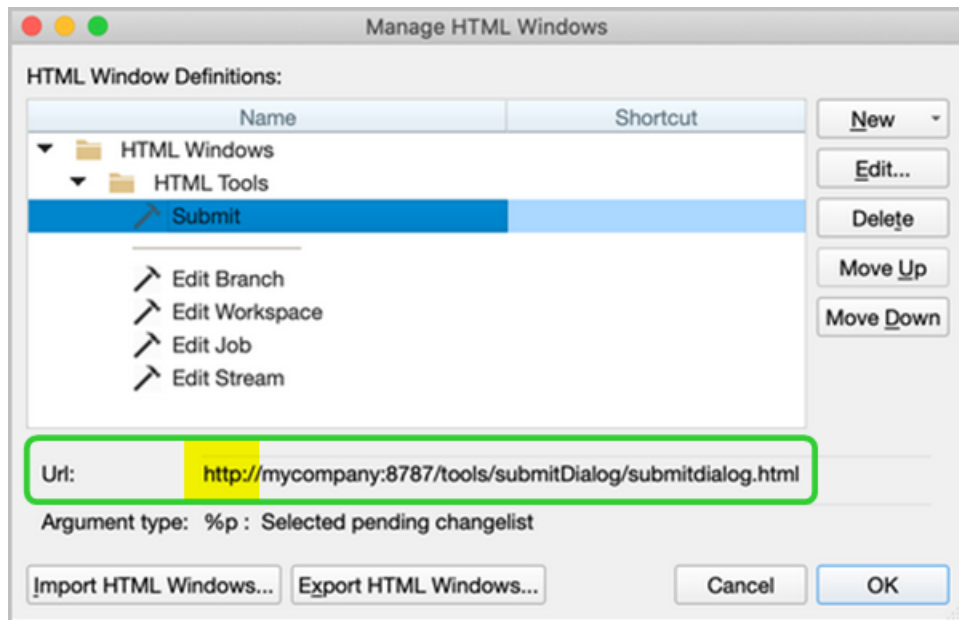 Manage HTML Windows
HTML Window Definitions:
Name Shortcut
New
HTML Windows
Edit...
HTML Tools
Submit
Delete
Edit Branch
Move Up
Edit Workspace
Move Down
Edit Job
Edit Stream
Url: http://mycompany:8787/tools/submitDialog/submitdialog.html
Argument type: %p : Selected pending changelist
Import HTML Windows... Export HTML Windows... Cancel OK